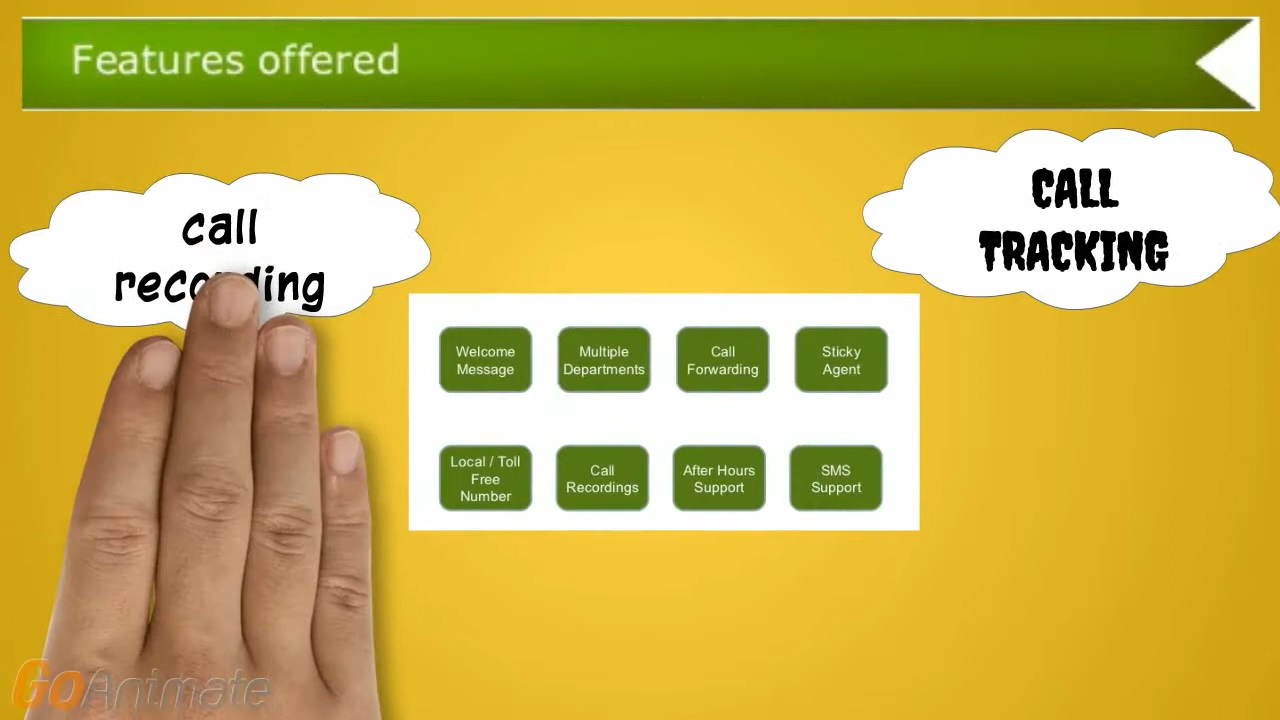 Features offered
call
recording
CALL
TRACKING
Welcome
Message
Multiple
Departments
Call
Forwarding
Sticky
Agent
Local / Toll
Free
Number
Call
Recordings
After Hours
Support
SMS
Support
GoAnimate